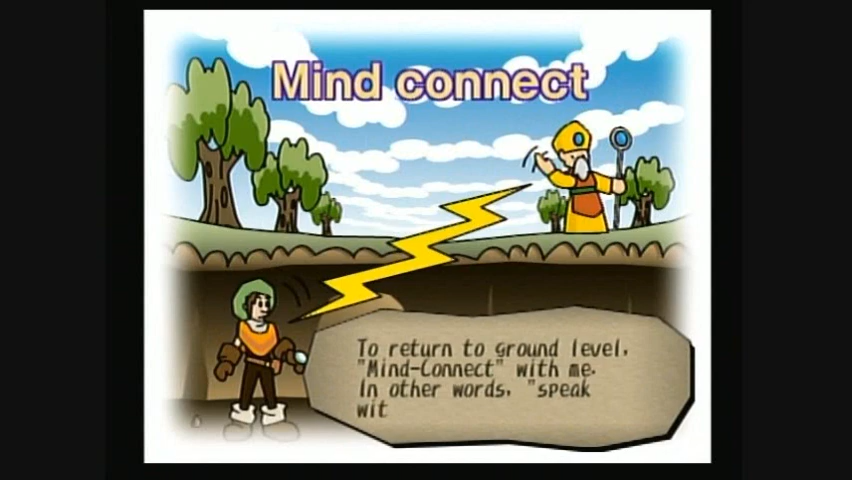 Mind connect
To return to ground level,
"Mind-Connect" with me.
In other words, "speak
wit